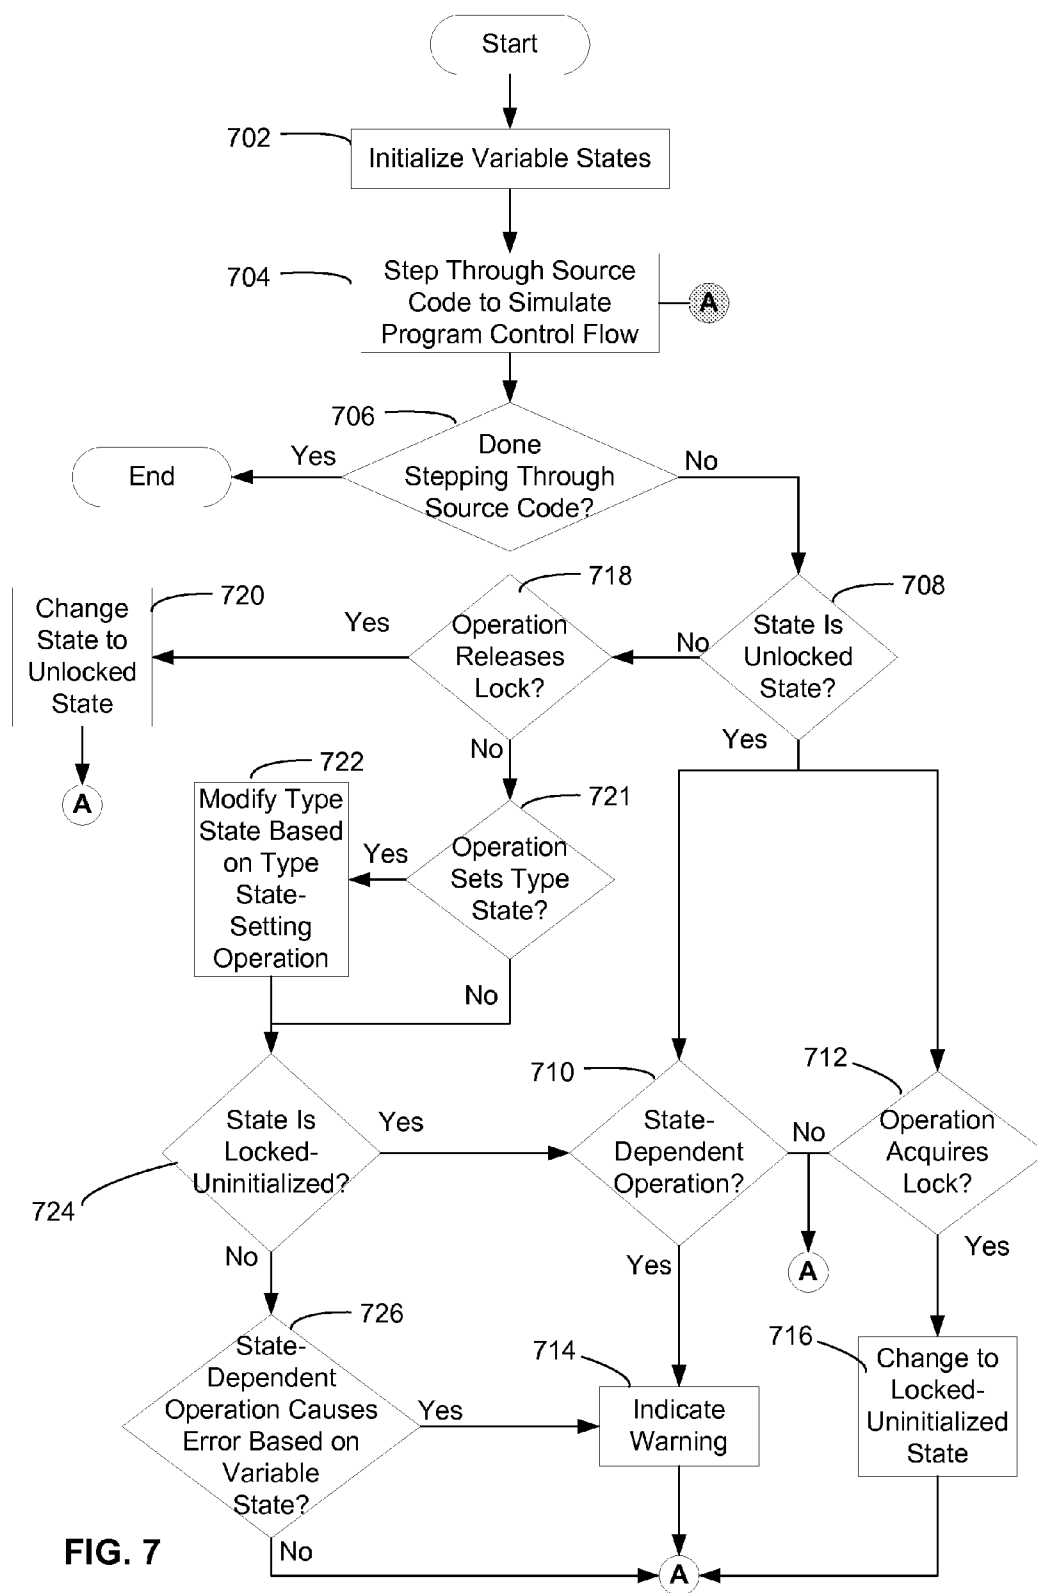 Start
702
Initialize Variable States
704
Step Through Source
Code to Simulate
Program Control Flow
A
706
Done
Stepping Through
Source Code?
Yes
No
End
718
708
720
Change
State to
Unlocked
State
Yes
Operation
Releases
Lock?
No
State Is
Unlocked
State?
No
Yes
A
722
Modify Type
State Based
on Type
State-
Setting
Operation
721
Yes
Operation
Sets Type
State?
No
710
712
State Is
Locked-
Uninitialized?
Yes
724
No
State-
Dependent
Operation?
No
Operation
Acquires
Lock?
A
Yes
Yes
726
State-
Dependent
Operation Causes
Error Based on
Variable
State?
Yes
714
Indicate
Warning
716
Change to
Locked-
Uninitialized
State
No
A
FIG. 7